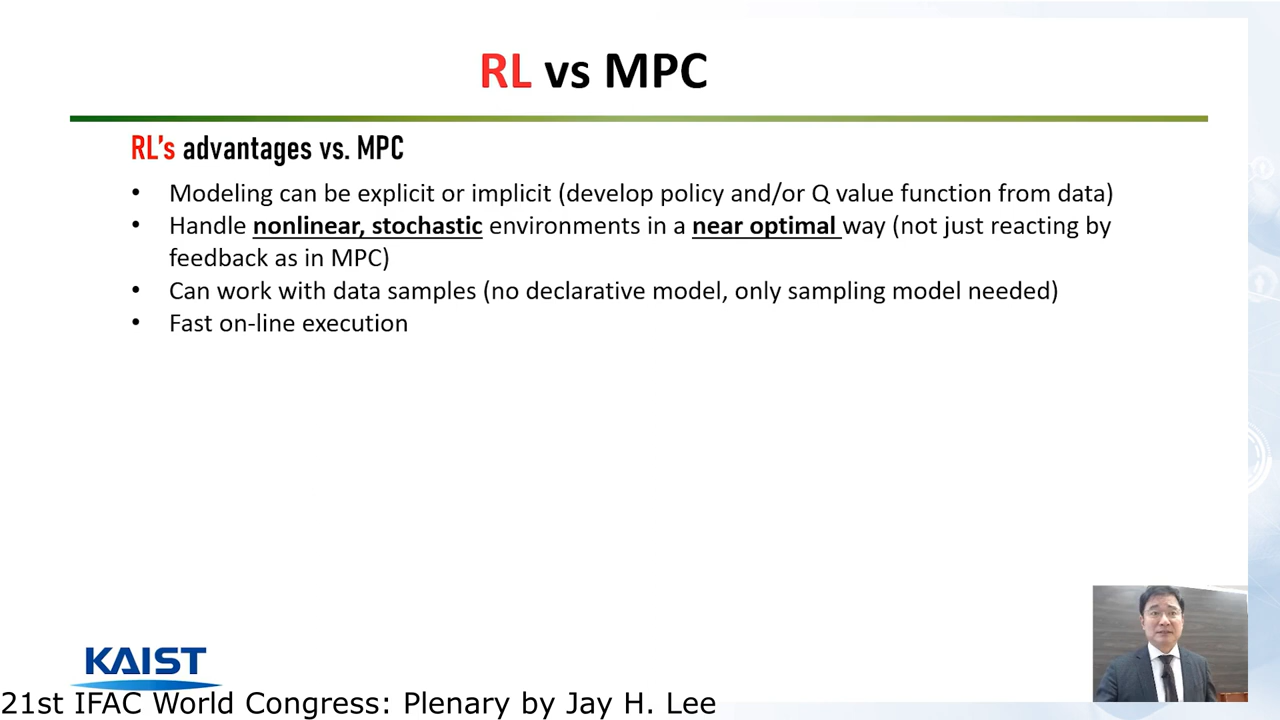 RL vs MPC
RL's advantages vs. MPC
• Modeling can be explicit or implicit (develop policy and/or Q value function from data)
• Handle nonlinear, stochastic environments in a near optimal way (not just reacting by
feedback as in MPC)
• Can work with data samples (no declarative model, only sampling model needed)
• Fast on-line execution
KAIST
21st IFAC World Congress: Plenary by Jay H. Lee